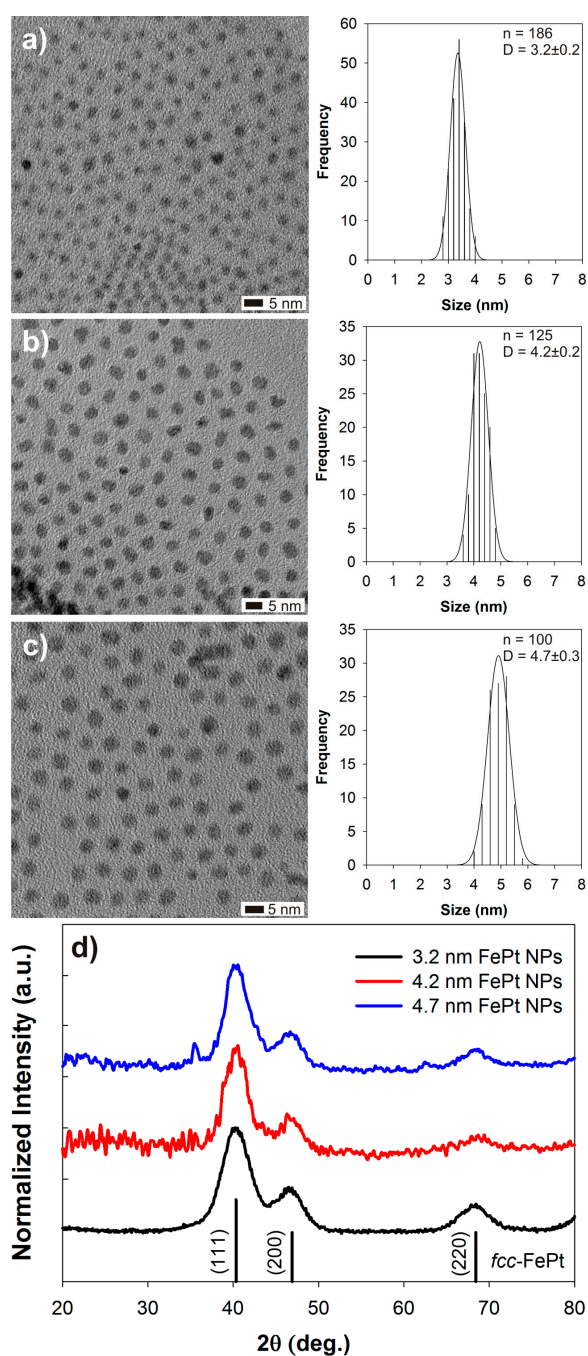 a)
5 nm
60
50
40
30
20
10
0
Frequency
n = 186
D = 3.2±0.2
0 1 2 3 4 5 6 7 8
Size (nm)
b)
5 nm
35
30
25
20
15
10
5
0
Frequency
n = 125
D = 4.2±0.2
0 1 2 3 4 5 6 7 8
Size (nm)
c)
5 nm
35
30
25
20
15
10
5
0
Frequency
n = 100
D = 4.7±0.3
0 1 2 3 4 5 6 7 8
Size (nm)
d)
Normalized Intensity (a.u.)
3.2 nm FePt NPs
4.2 nm FePt NPs
4.7 nm FePt NPs
(111)
(200)
(220)
fcc-FePt
20 30 40 50 60 70 80
2θ (deg.)